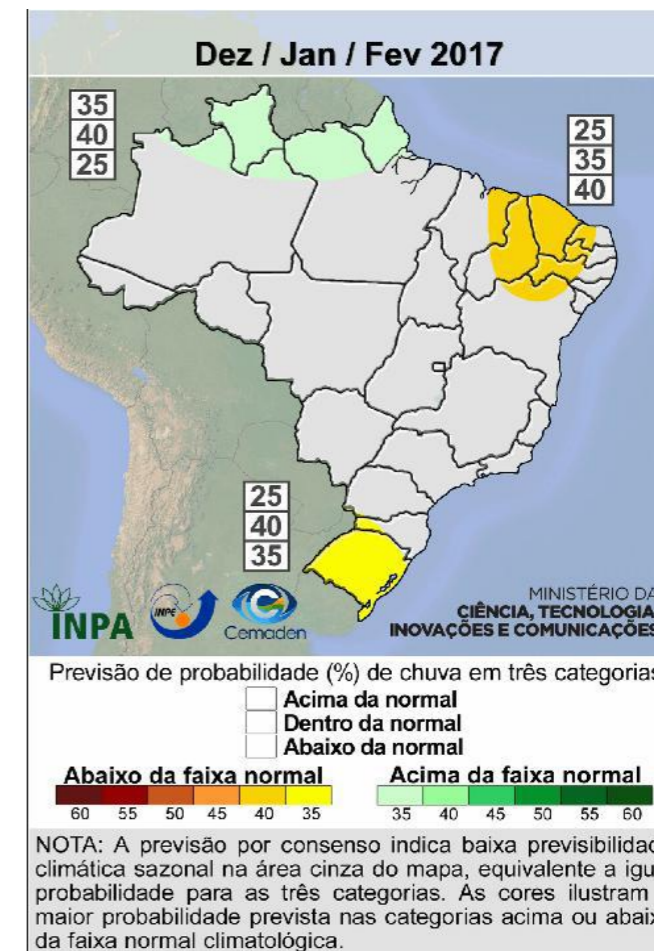 Dez / Jan / Fev 2017
35
40
25
25
35
40
25
40
35
INPA
INPE
Cemaden
MINISTÉRIO DA
CIÊNCIA, TECNOLOGIA,
INOVAÇÕES E COMUNICAÇÕES
Previsão de probabilidade (%) de chuva em três categorias
Acima da normal
Dentro da normal
Abaixo da normal
Abaixo da faixa normal
60 55 50 45 40 35
Acima da faixa normal
35 40 45 50 55 60
NOTA: A previsão por consenso indica baixa previsibilidad
climática sazonal na área cinza do mapa, equivalente a igu
probabilidade para as três categorias. As cores ilustram
maior probabilidade prevista nas categorias acima ou abaix
da faixa normal climatológica.